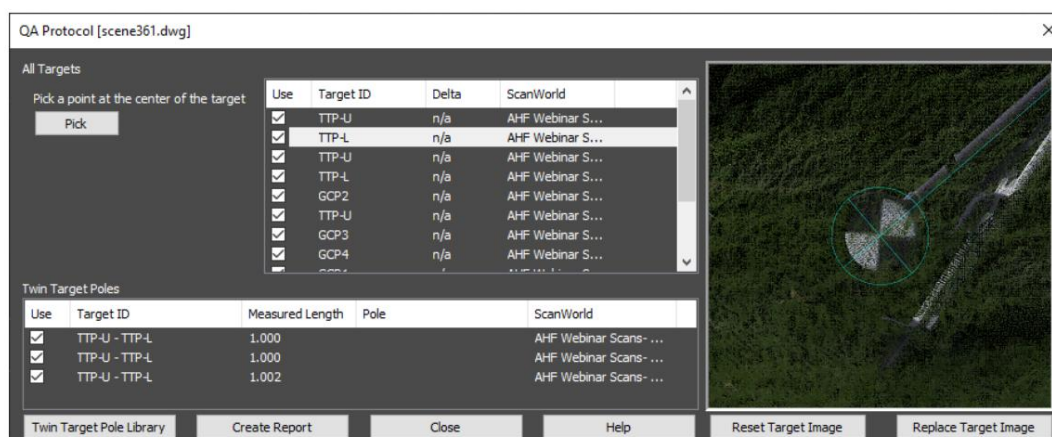 QA Protocol [scene361.dwg]
All Targets
Pick a point at the center of the target
Pick
Use Target ID Delta ScanWorld
TTP-U n/a AHF Webinar S...
TTP-L n/a AHF Webinar S...
TTP-U n/a AHF Webinar S...
TTP-L n/a AHF Webinar S...
GCP2 n/a AHF Webinar S...
TTP-U n/a AHF Webinar S...
GCP3 n/a AHF Webinar S...
GCP4 n/a AHF Webinar S...
Twin Target Poles
Use Target ID Measured Length Pole ScanWorld
TTP-U - TTP-L 1.000 AHF Webinar Scans- ...
TTP-U - TTP-L 1.000 AHF Webinar Scans- ...
TTP-U - TTP-L 1.002 AHF Webinar Scans- ...
Twin Target Pole Library Create Report Close Help Reset Target Image Replace Target Image